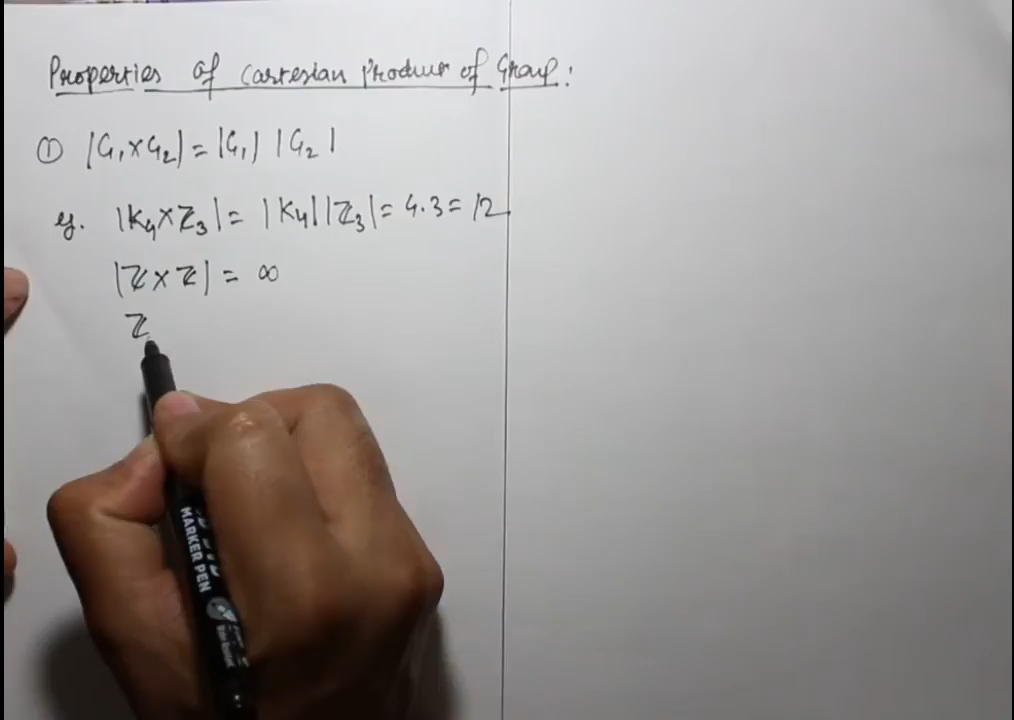 Properties of Cartesian Product of Group:
① |G₁×G₂| = |G₁| |G₂|
eg. |K₄×Z₃| = |K₄||Z₃| = 4.3 = 12
|ℤ×ℤ| = ∞
ℤ
MARKER PEN